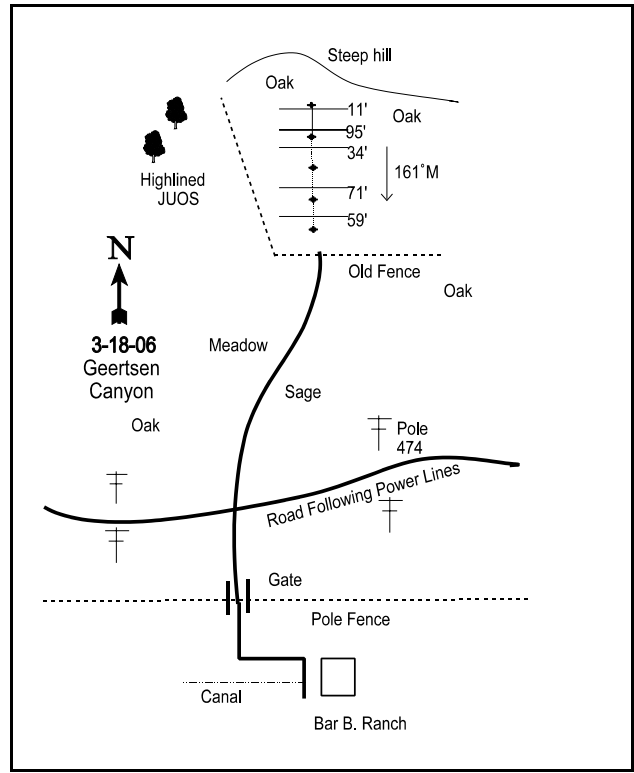 Steep hill
Oak
11'
Oak
95'
34'
161°M
Highlined
JUOS
71'
59'
N
Old Fence
Oak
3-18-06
Geertsen
Canyon
Meadow
Sage
Oak
Pole
474
Road Following Power Lines
Gate
Pole Fence
Canal
Bar B. Ranch